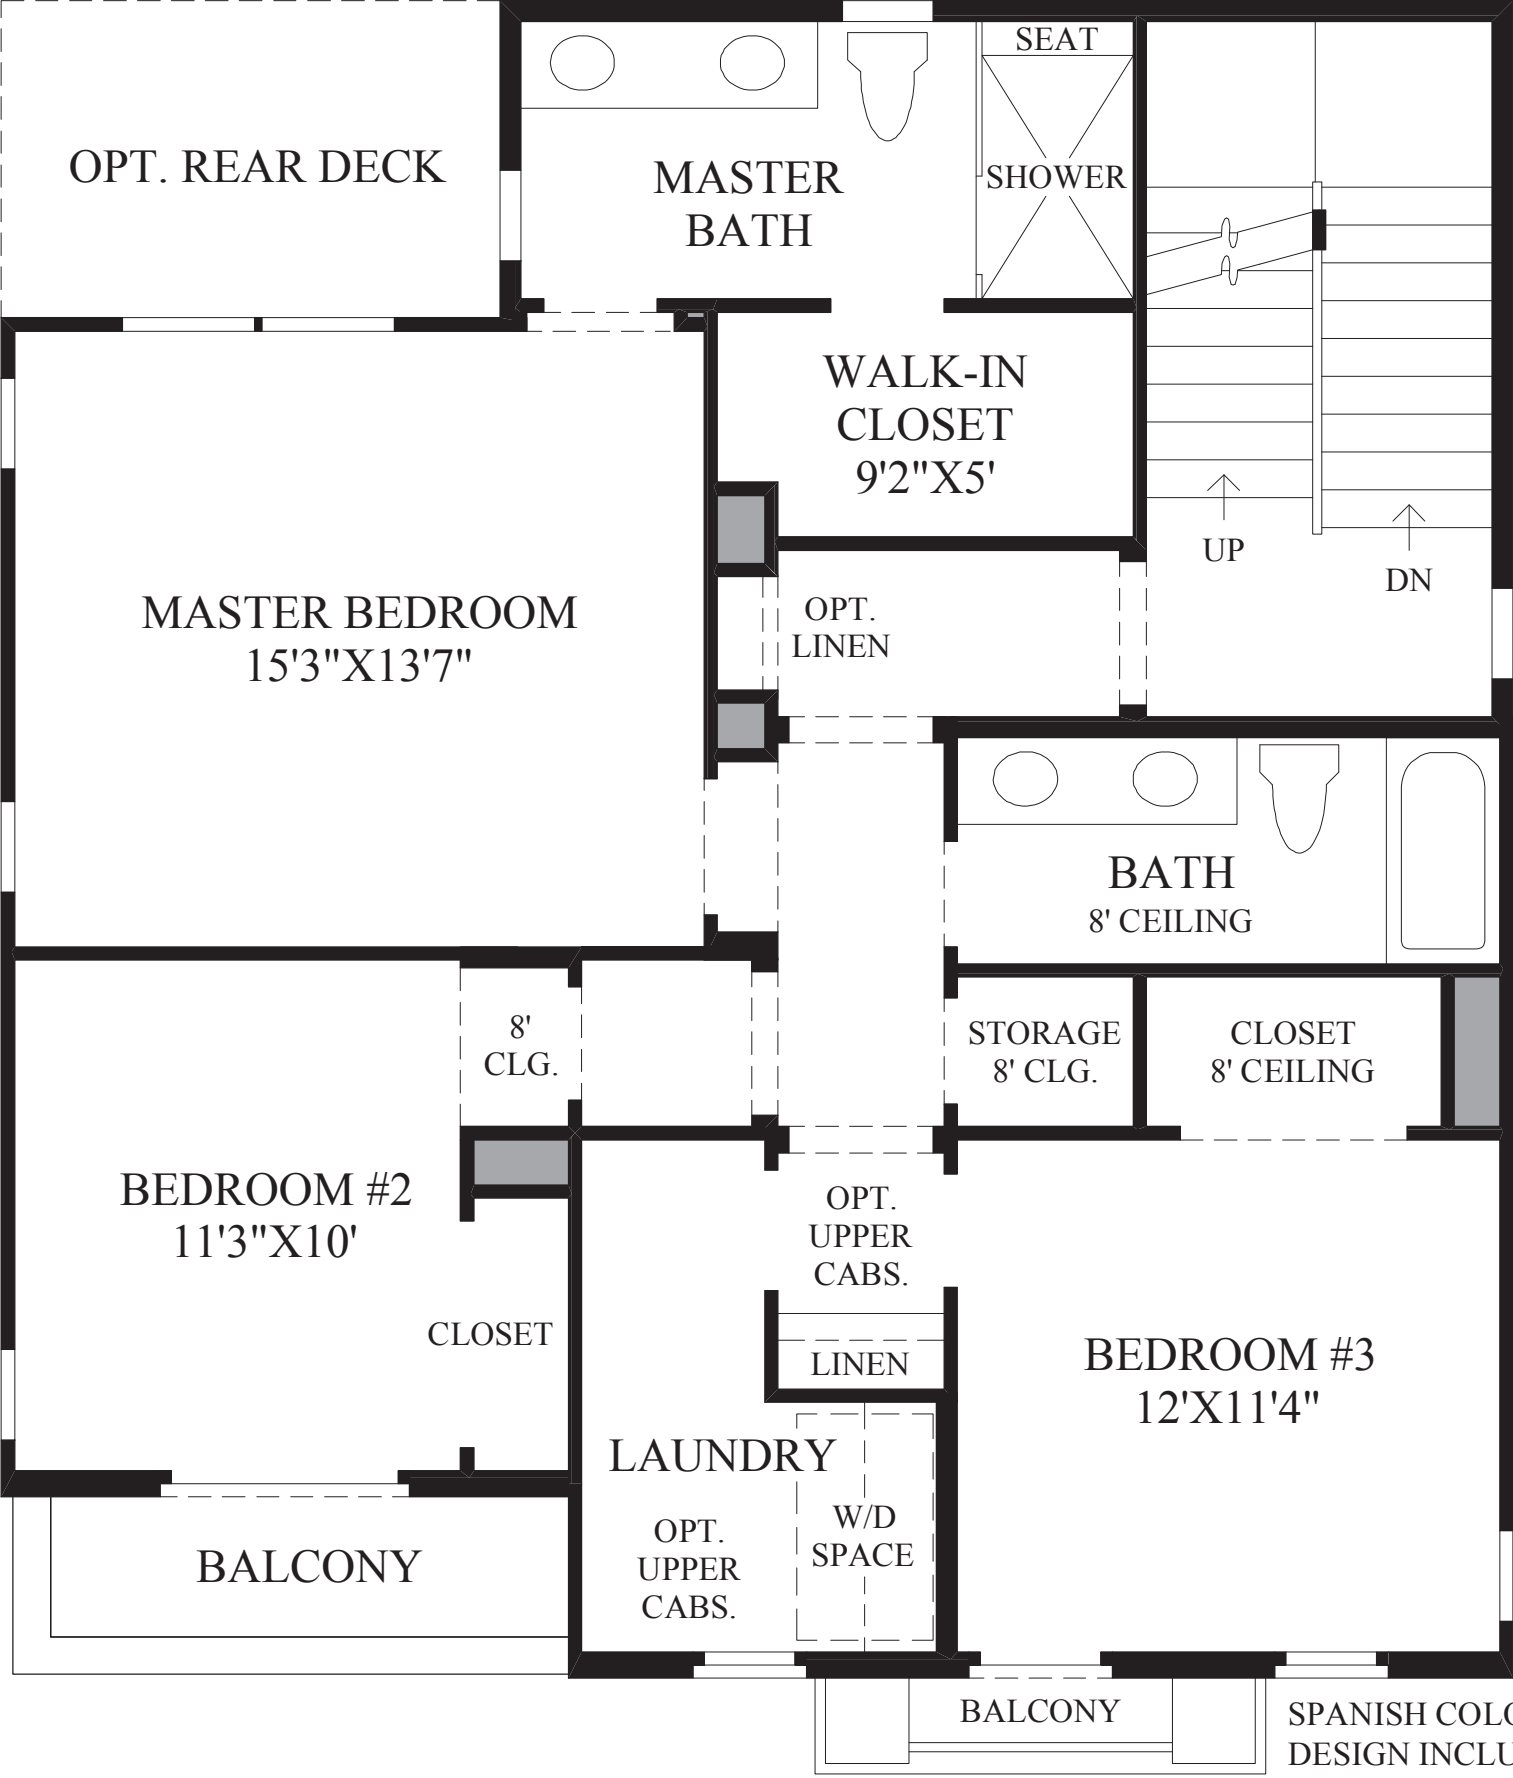 SEAT
OPT. REAR DECK
MASTER
BATH
SHOWER
WALK-IN
CLOSET
9'2"X5'
UP
DN
MASTER BEDROOM
15'3"X13'7"
OPT.
LINEN
BATH
8' CEILING
8'
CLG.
STORAGE
8' CLG.
CLOSET
8' CEILING
BEDROOM #2
11'3"X10'
OPT.
UPPER
CABS.
CLOSET
LINEN
BEDROOM #3
12'X11'4"
LAUNDRY
W/D
SPACE
OPT.
UPPER
CABS.
BALCONY
BALCONY
SPANISH
DESIGN